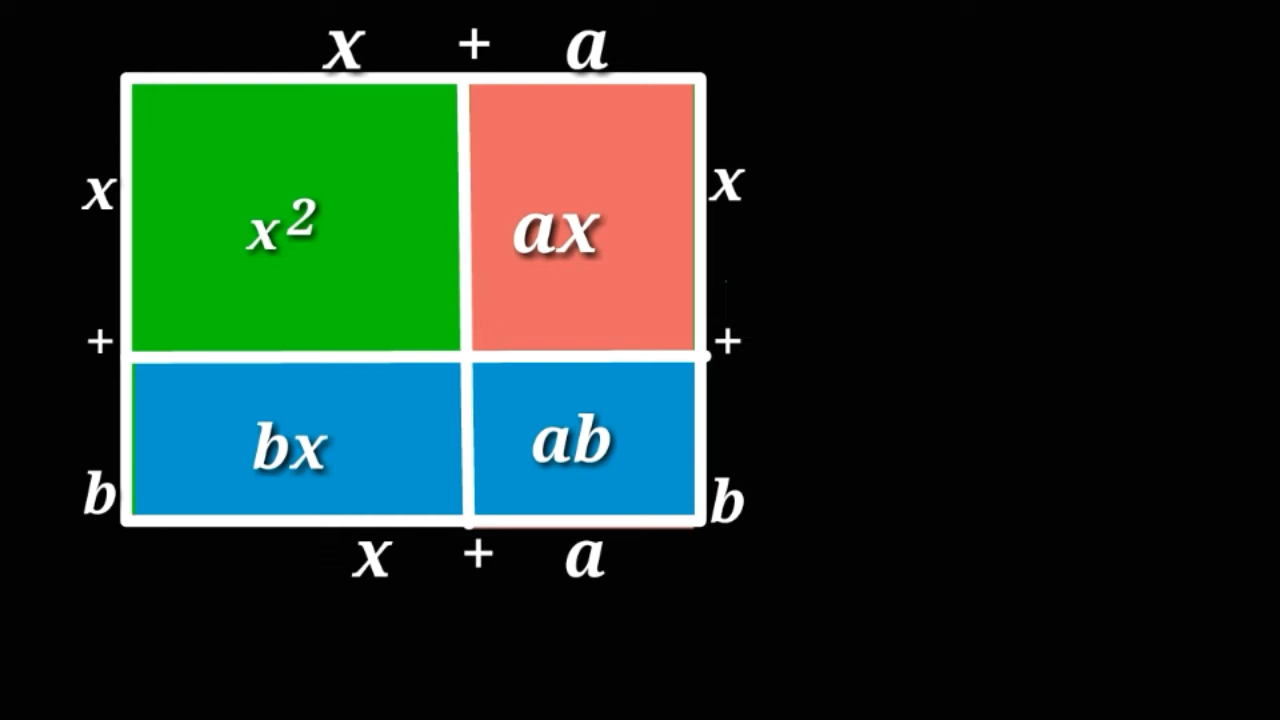 x + a
x x
x² ax
+ +
bx ab
b b
x + a